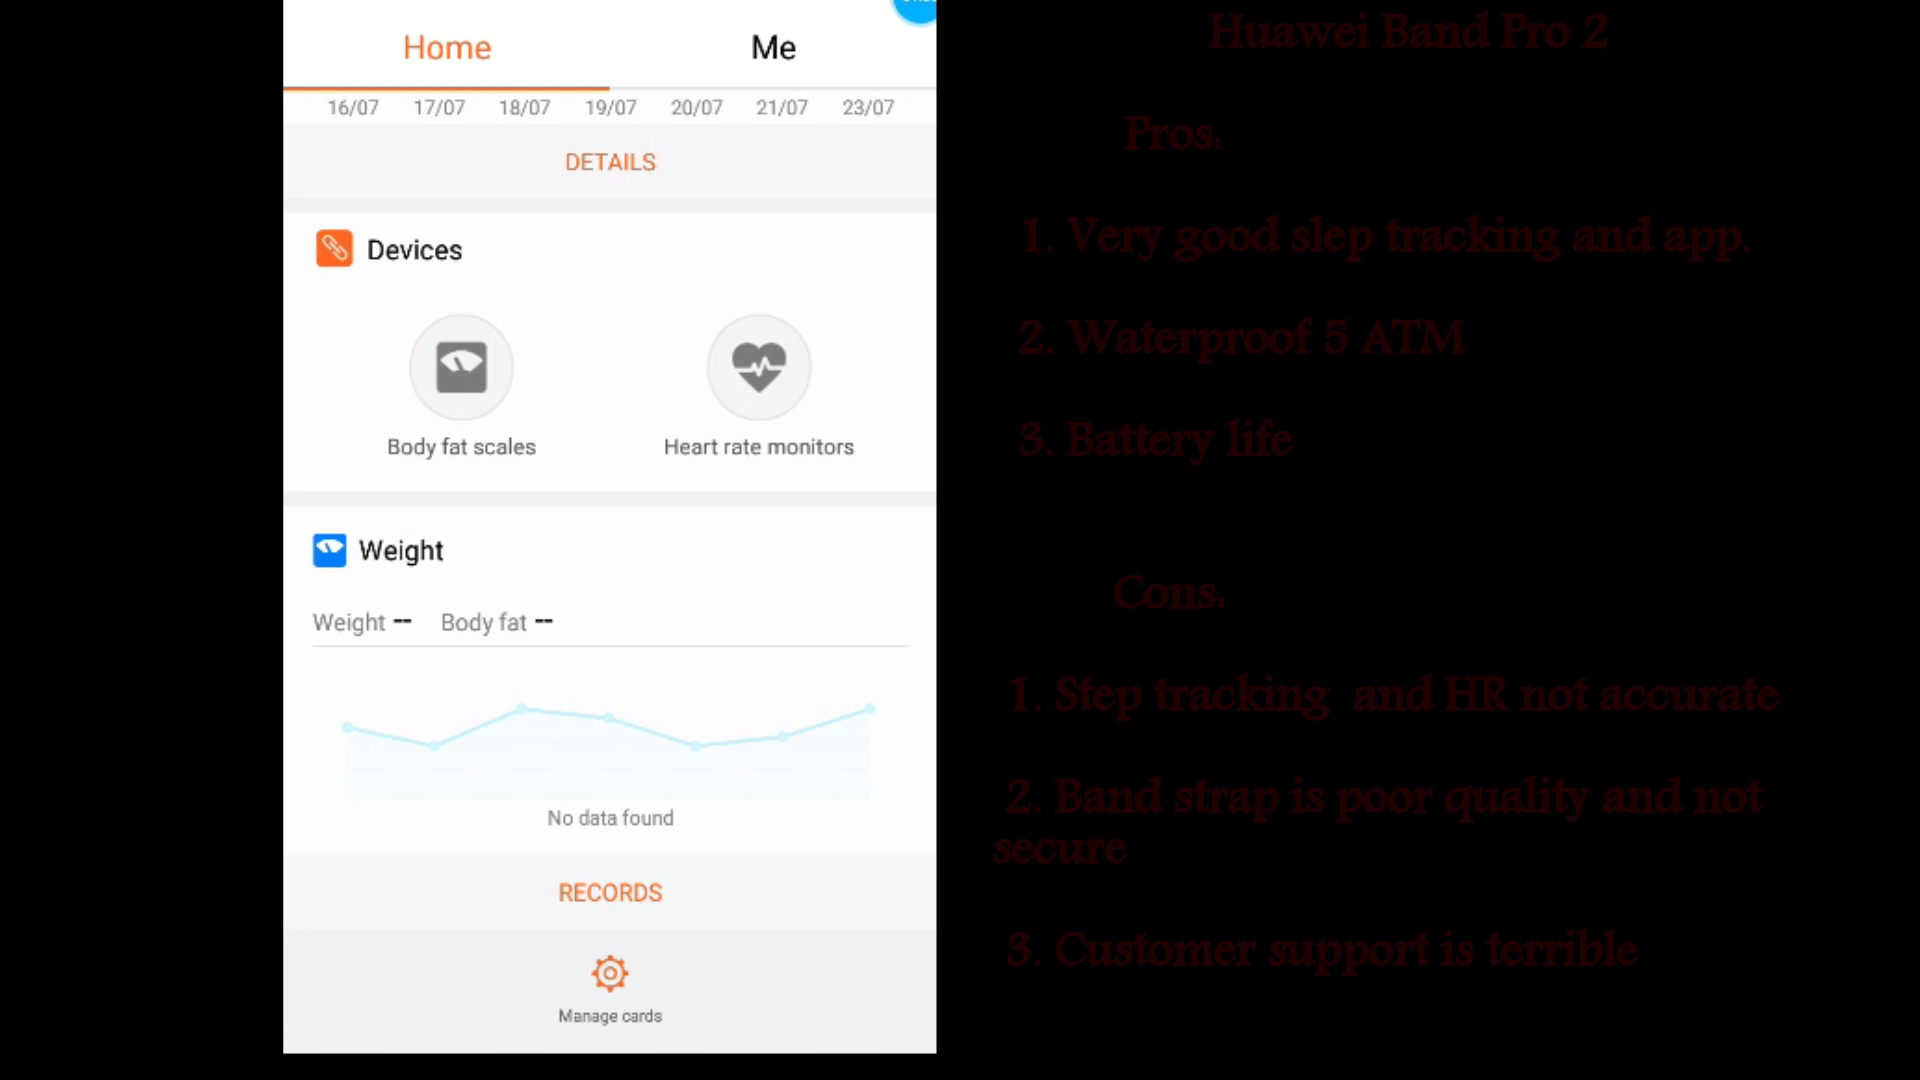 Home Me
16/07 17/07 18/07 19/07 20/07 21/07 23/07
DETAILS
Devices
Body fat scales Heart rate monitors
Weight
Weight -- Body fat --
No data found
RECORDS
Manage cards
Huawei Band Pro 2
Pros:
1. Very good slep tracking and app.
2. Waterproof 5 ATM
3. Battery life
Cons:
1. Step tracking and HR not accurate
2. Band strap is poor quality and not
secure
3. Customer support is terrible